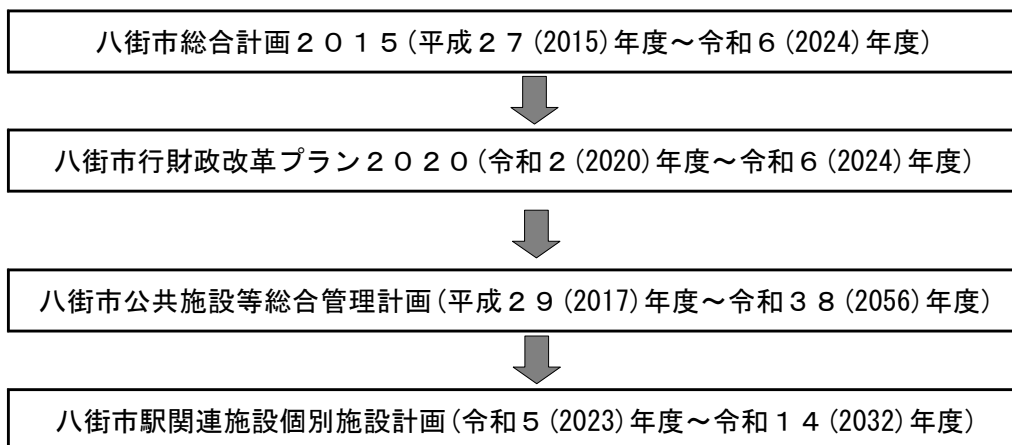 八街市総合計画２０１５(平成２７(2015)年度～令和６(2024)年度)
八街市行財政改革プラン２０２０(令和２(2020)年度～令和６(2024)年度)
八街市公共施設等総合管理計画(平成２９(2017)年度～令和３８(2056)年度)
八街市駅関連施設個別施設計画(令和５(2023)年度～令和１４(2032)年度)